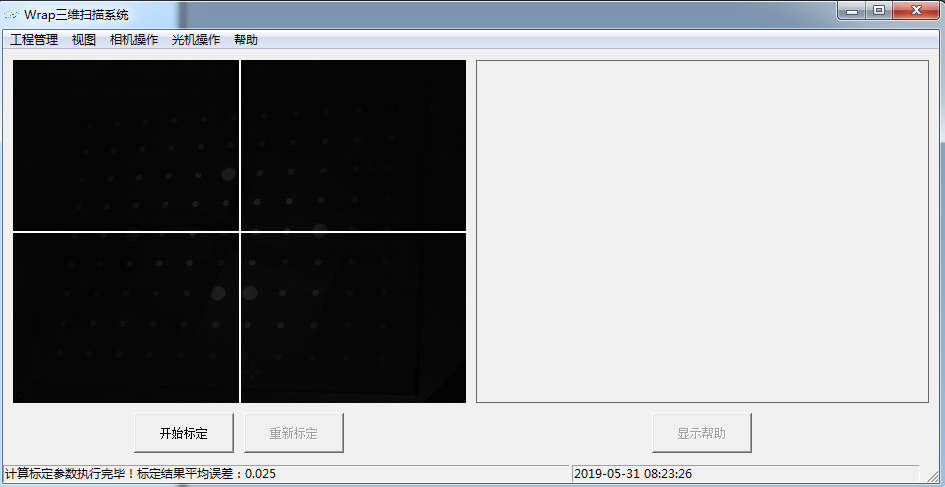 Wrap三维扫描系统
工程管理 视图 相机操作 光机操作 帮助
开始标定 重新标定 显示帮助
计算标定参数执行完毕！标定结果平均误差：0.025 2019-05-31 08:23:26